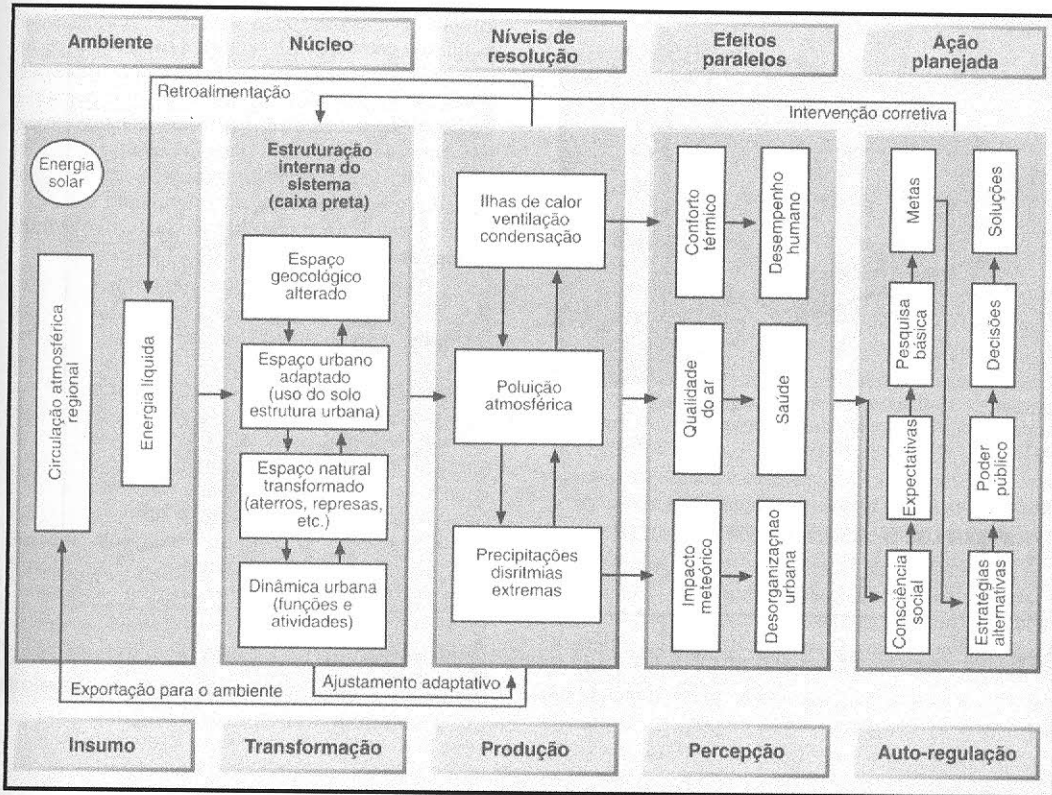 Ambiente
Núcleo
Níveis de
resolução
Efeitos
paralelos
Ação
planejada
Retroalimentação
Intervenção corretiva
Energia
solar
Circulação atmosférica
regional
Energia líquida
Estruturação
interna do
sistema
(caixa preta)
Espaço
geocológico
alterado
Espaço urbano
adaptado
(uso do solo
estrutura urbana)
Espaço natural
transformado
(aterros, represas,
etc.)
Dinâmica urbana
(funções e
atividades)
Ilhas de calor
ventilação
condensação
Poluição
atmosférica
Precipitações
disritmias
extremas
Conforto
térmico
Desempenho
humano
Qualidade
do ar
Saúde
Impacto
meteórico
Desorganizaçnao
urbana
Metas
Pesquisa
básica
Expectativas
Consciência
social
Soluções
Decisões
Poder
público
Estratégias
alternativas
Exportação para o ambiente
Ajustamento adaptativo
Insumo
Transformação
Produção
Percepção
Auto-regulação